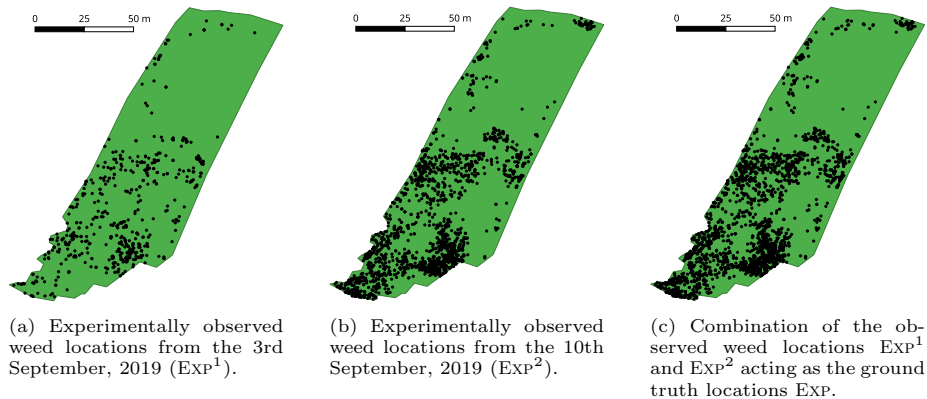 0 25 50 m
0 25 50 m
0 25 50 m
(a) Experimentally observed
weed locations from the 3rd
September, 2019 (EXP¹).
(b) Experimentally observed
weed locations from the 10th
September, 2019 (EXP²).
(c) Combination of the ob-
served weed locations EXP¹
and EXP² acting as the ground
truth locations EXP.